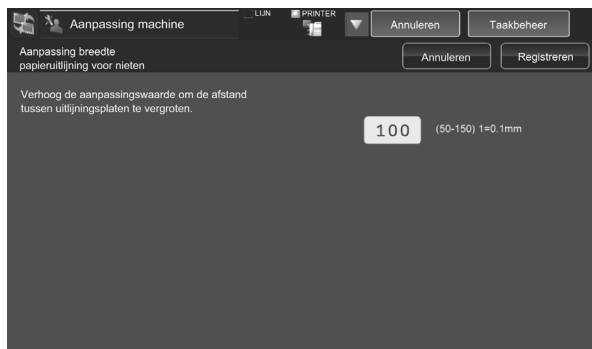 Aanpassing machine
LIJN
PRINTER
Annuleren
Taakbeheer
Aanpassing breedte
papieruitlijning voor nieten
Annuleren
Registreren
Verhoog de aanpassingswaarde om de afstand
tussen uitlijningsplaten te vergroten.
100 (50-150) 1=0.1mm